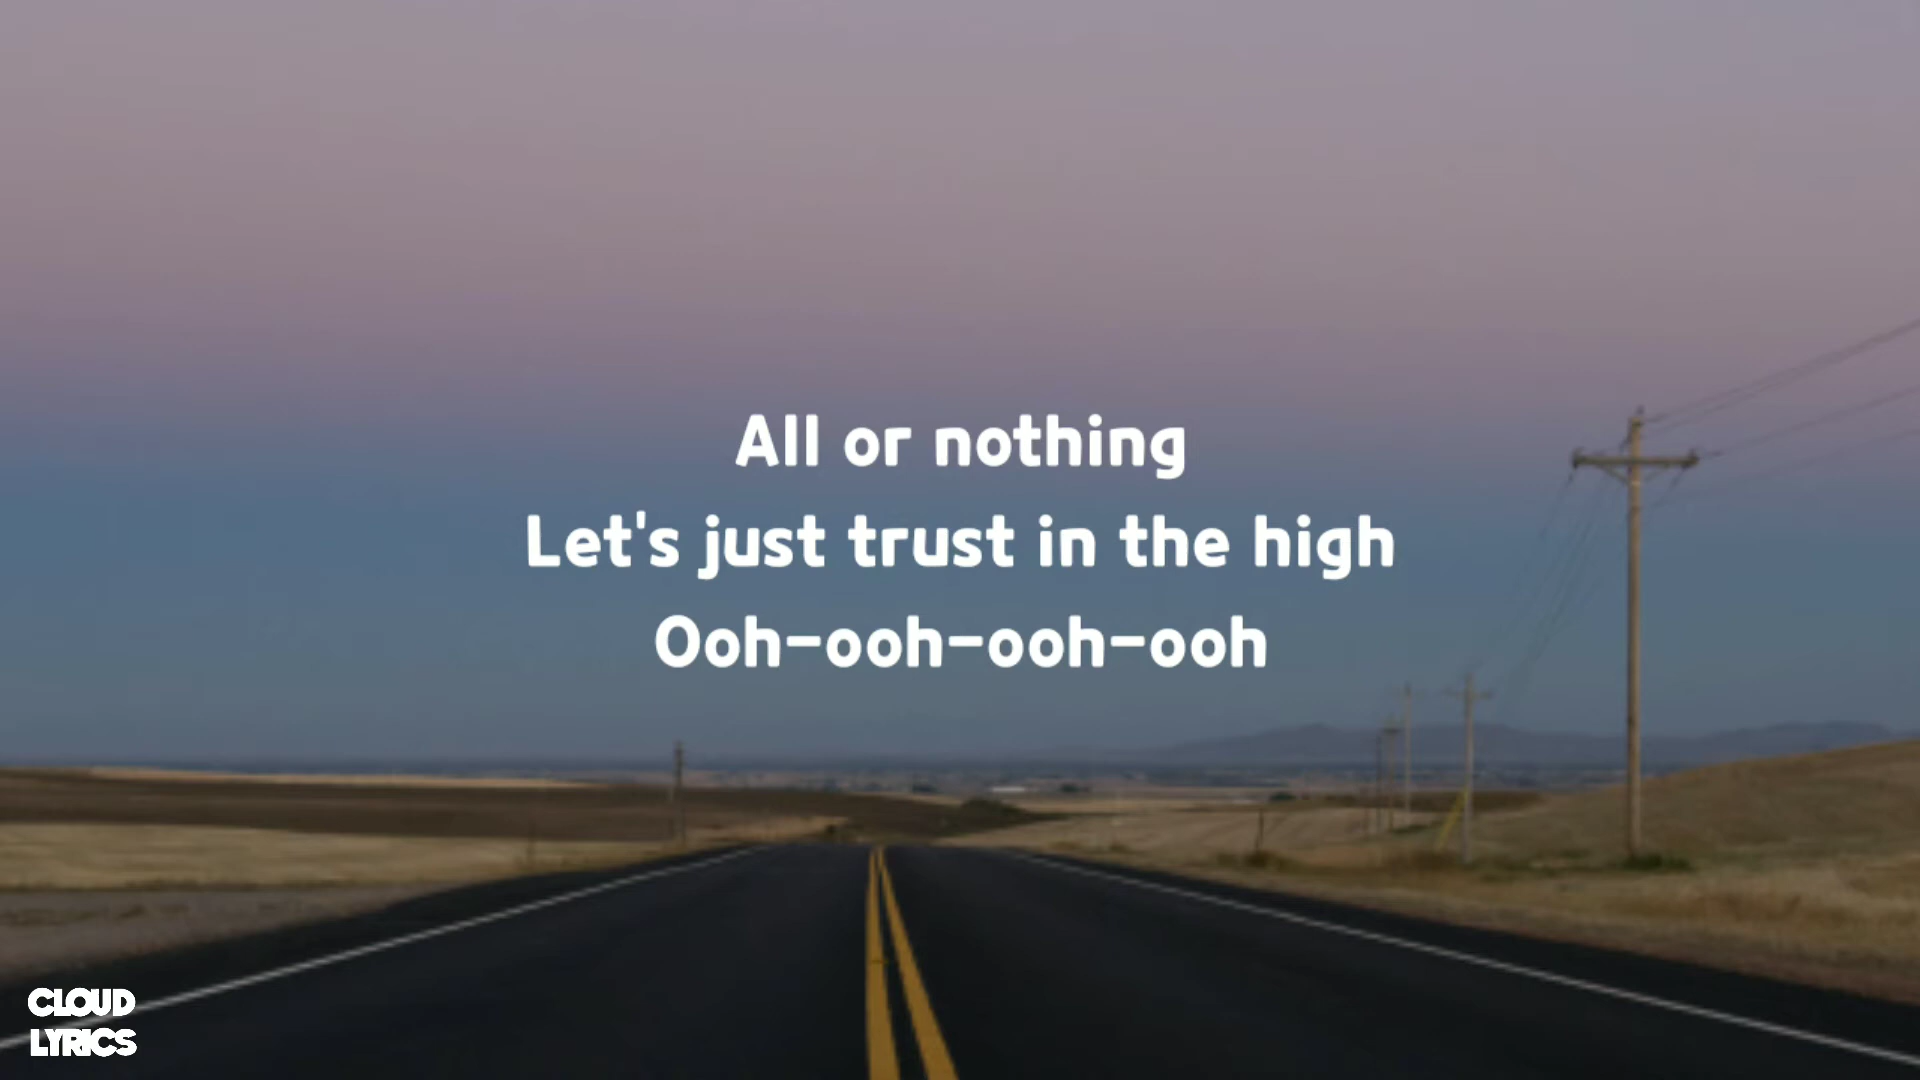 All or nothing
Let's just trust in the high
Ooh-ooh-ooh-ooh
CLOUD
LYRICS